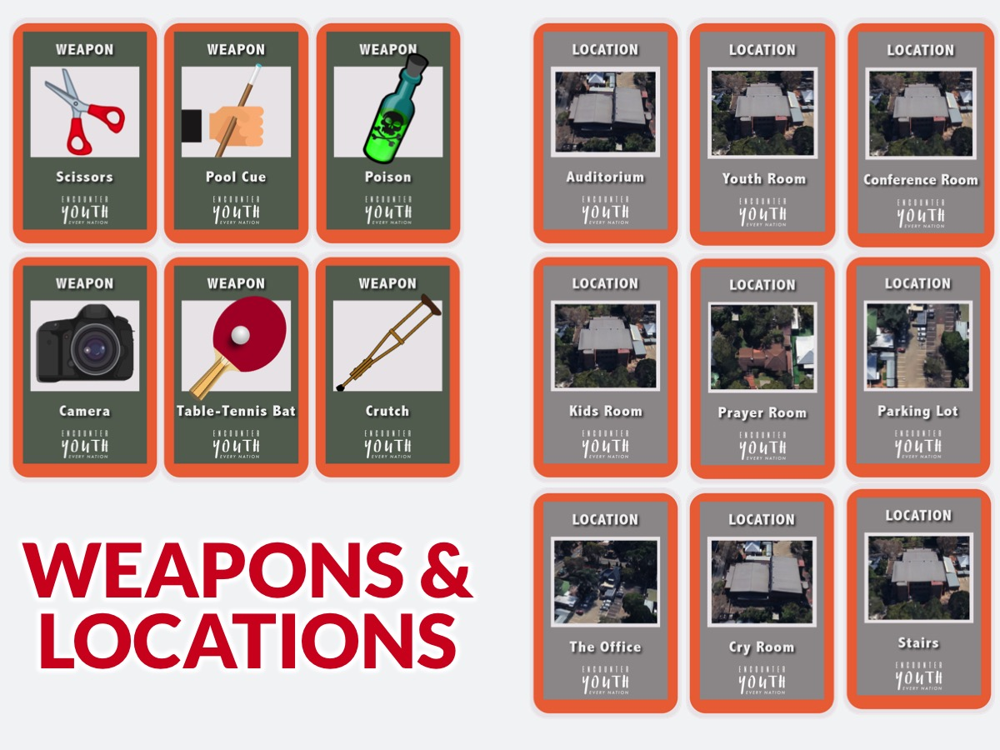 WEAPON
Scissors
ENCOUNTER
YOUTH
EVERY NATION
WEAPON
Pool Cue
ENCOUNTER
YOUTH
EVERY NATION
WEAPON
Poison
ENCOUNTER
YOUTH
EVERY NATION
WEAPON
Camera
ENCOUNTER
YOUTH
EVERY NATION
WEAPON
Table-Tennis Bat
ENCOUNTER
YOUTH
EVERY NATION
WEAPON
Crutch
ENCOUNTER
YOUTH
EVERY NATION
WEAPONS &
LOCATIONS
LOCATION
Auditorium
ENCOUNTER
YOUTH
EVERY NATION
LOCATION
Youth Room
ENCOUNTER
YOUTH
EVERY NATION
LOCATION
Conference Room
ENCOUNTER
YOUTH
EVERY NATION
LOCATION
Kids Room
ENCOUNTER
YOUTH
EVERY NATION
LOCATION
Prayer Room
ENCOUNTER
YOUTH
EVERY NATION
LOCATION
Parking Lot
ENCOUNTER
YOUTH
EVERY NATION
LOCATION
The Office
ENCOUNTER
YOUTH
EVERY NATION
LOCATION
Cry Room
ENCOUNTER
YOUTH
EVERY NATION
LOCATION
Stairs
ENCOUNTER
YOUTH
EVERY NATION